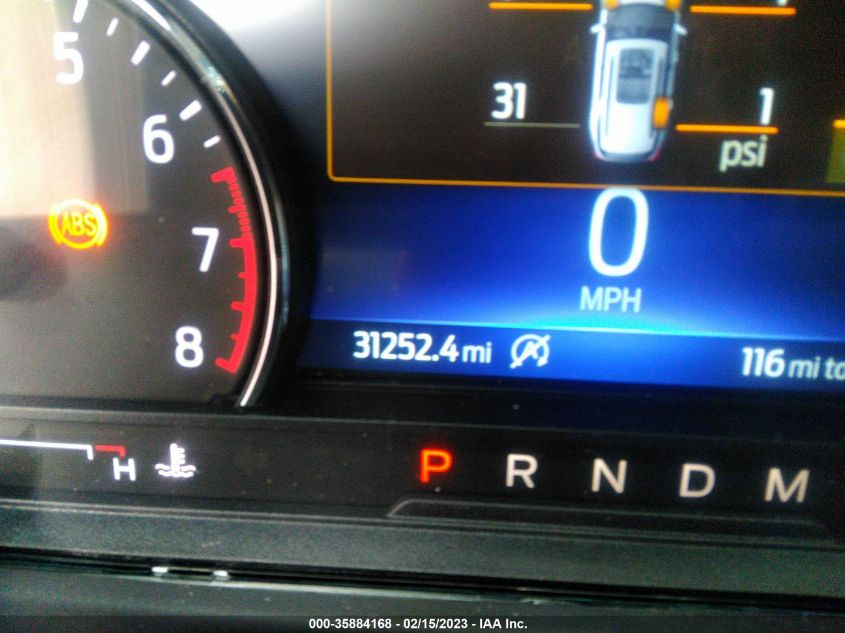 5
6
7
8
ABS
31
1
psi
0
MPH
31252.4 mi
116 mi to
H
P R N D M
000-35884168 - 02/15/2023 - IAA Inc.